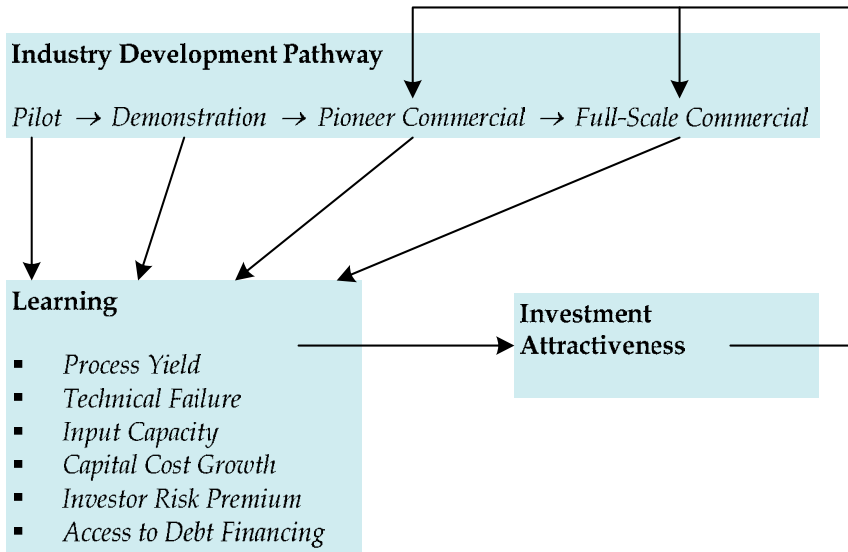 Industry Development Pathway
Pilot → Demonstration → Pioneer Commercial → Full-Scale Commercial
Learning
▪ Process Yield
▪ Technical Failure
▪ Input Capacity
▪ Capital Cost Growth
▪ Investor Risk Premium
▪ Access to Debt Financing
Investment
Attractiveness